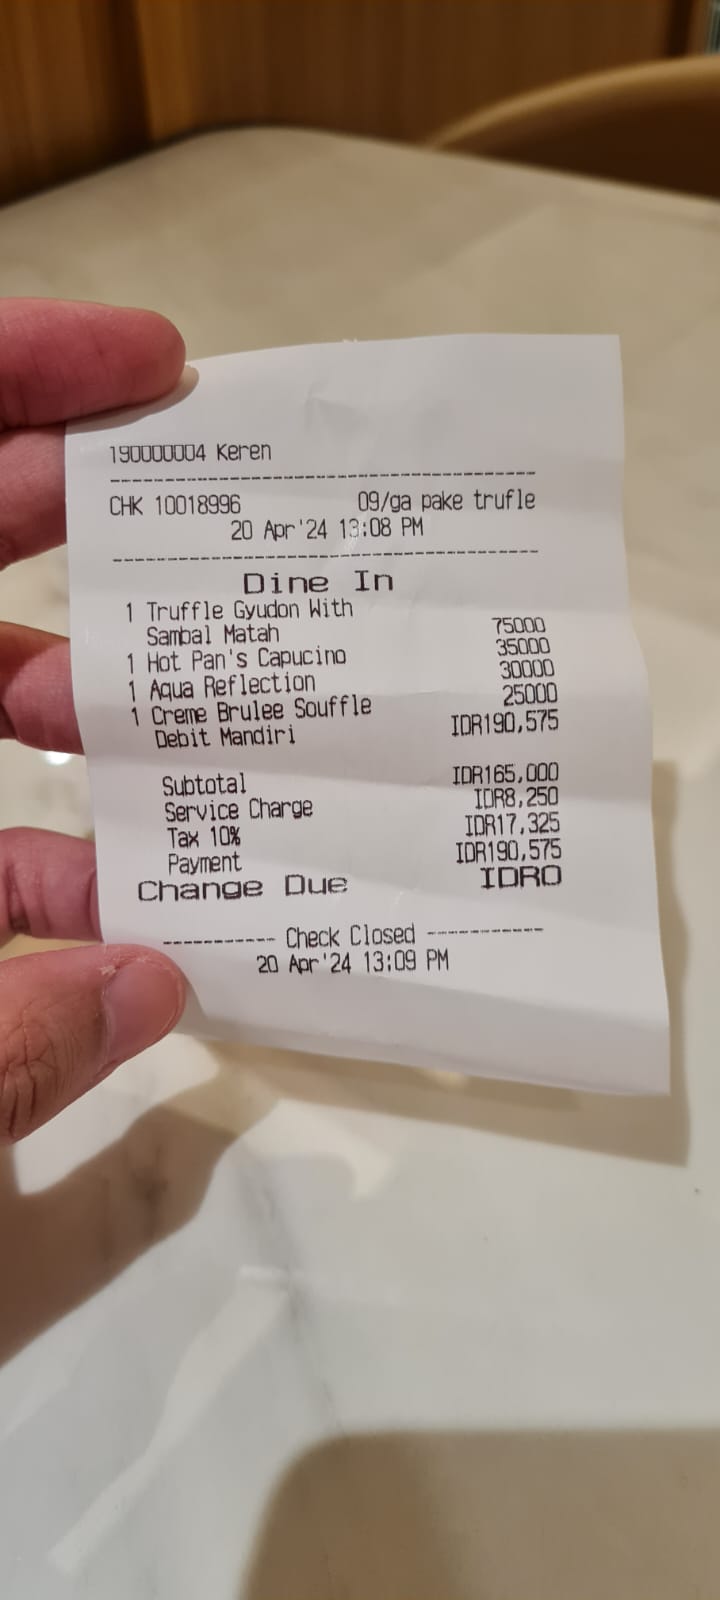 190000004 Keren
CHK 10018996 09/ga pake trufle
20 Apr'24 13:08 PM
Dine In
1 Truffle Gyudon With
Sambal Matah 75000
1 Hot Pan's Capucino 35000
1 Aqua Reflection 30000
1 Creme Brulee Souffle 25000
Debit Mandiri IDR190,575
Subtotal IDR165,000
Service Charge IDR8,250
Tax 10% IDR17,325
Payment IDR190,575
Change Due IDR0
---------- Check Closed ----------
20 Apr'24 13:09 PM